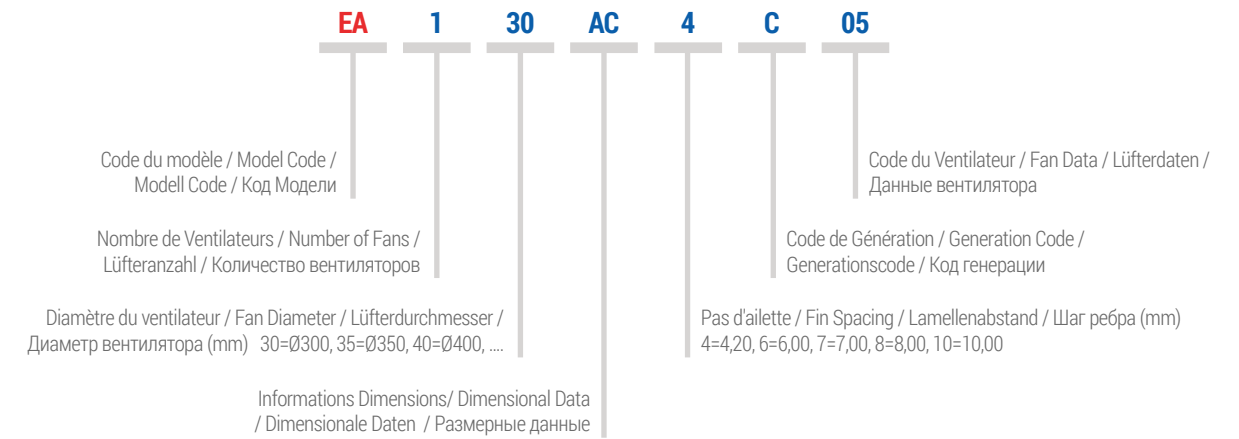 EA 1 30 AC 4 C 05
Code du modèle / Model Code /
Modell Code / Код Модели
Code du Ventilateur / Fan Data / Lüfterdaten /
Данные вентилятора
Nombre de Ventilateurs / Number of Fans /
Lüfteranzahl / Количество вентиляторов
Code de Génération / Generation Code /
Generationscode / Код генерации
Diamètre du ventilateur / Fan Diameter / Lüfterdurchmesser /
Диаметр вентилятора (mm) 30=Ø300, 35=Ø350, 40=Ø400, ....
Pas d'ailette / Fin Spacing / Lamellenabstand / Шаг ребра (mm)
4=4,20, 6=6,00, 7=7,00, 8=8,00, 10=10,00
Informations Dimensions/ Dimensional Data
/ Dimensionale Daten / Размерные данные